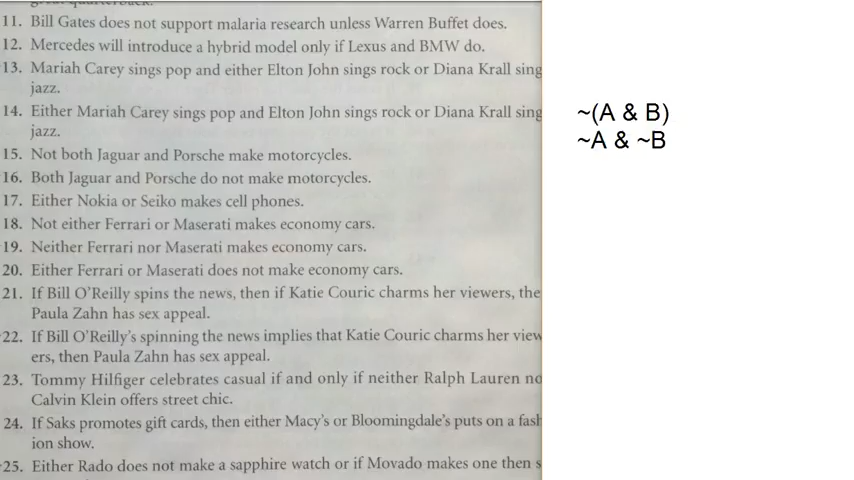 great quarterback.
11. Bill Gates does not support malaria research unless Warren Buffet does.
12. Mercedes will introduce a hybrid model only if Lexus and BMW do.
13. Mariah Carey sings pop and either Elton John sings rock or Diana Krall sing
jazz.
14. Either Mariah Carey sings pop and Elton John sings rock or Diana Krall sing
jazz.
15. Not both Jaguar and Porsche make motorcycles.
16. Both Jaguar and Porsche do not make motorcycles.
17. Either Nokia or Seiko makes cell phones.
18. Not either Ferrari or Maserati makes economy cars.
19. Neither Ferrari nor Maserati makes economy cars.
20. Either Ferrari or Maserati does not make economy cars.
21. If Bill O'Reilly spins the news, then if Katie Couric charms her viewers, the
Paula Zahn has sex appeal.
22. If Bill O'Reilly's spinning the news implies that Katie Couric charms her view
ers, then Paula Zahn has sex appeal.
23. Tommy Hilfiger celebrates casual if and only if neither Ralph Lauren no
Calvin Klein offers street chic.
24. If Saks promotes gift cards, then either Macy's or Bloomingdale's puts on a fash
ion show.
25. Either Rado does not make a sapphire watch or if Movado makes one then s
~(A & B)
~A & ~B